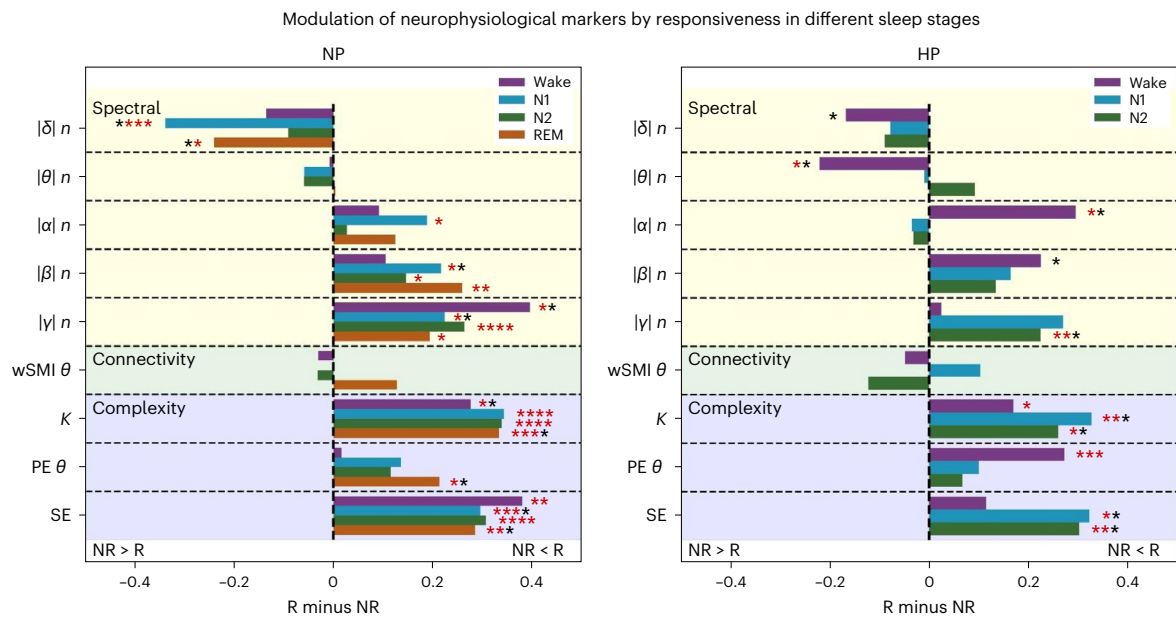 Modulation of neurophysiological markers by responsiveness in different sleep stages
NP
Wake
N1
N2
REM
Spectral
|δ| n
*****
**
|θ| n
|α| n
*
|β| n
**
*
**
|γ| n
**
****
*
Connectivity
wSMI θ
Complexity
K
**
****
****
****
PE θ
**
SE
**
****
****
***
NR > R
NR < R
−0.4
−0.2
0
0.2
0.4
R minus NR
HP
Wake
N1
N2
Spectral
|δ| n
*
|θ| n
**
|α| n
**
|β| n
*
|γ| n
***
Connectivity
wSMI θ
Complexity
K
*
***
**
PE θ
***
SE
**
***
NR > R
NR < R
−0.4
−0.2
0
0.2
0.4
R minus NR